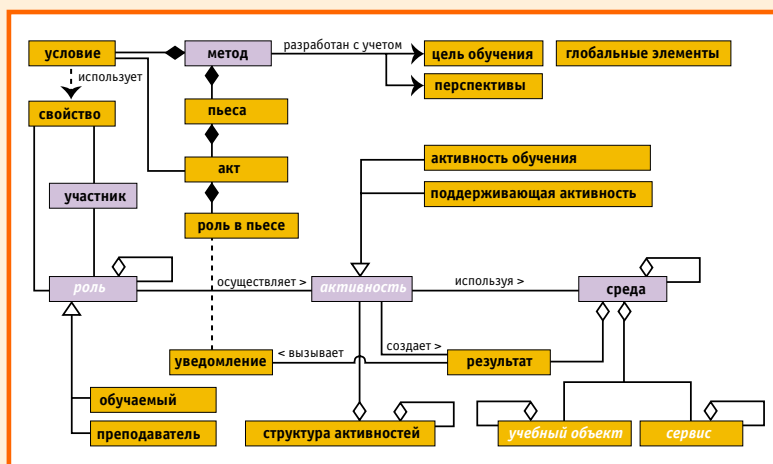 условие
метод
разработан с учетом
цель обучения
глобальные элементы
использует
перспективы
свойство
пьеса
активность обучения
акт
участник
поддерживающая активность
роль в пьесе
роль
осуществляет >
активность
используя >
среда
уведомление
< вызывает
создает >
результат
обучаемый
преподаватель
структура активностей
учебный объект
сервис